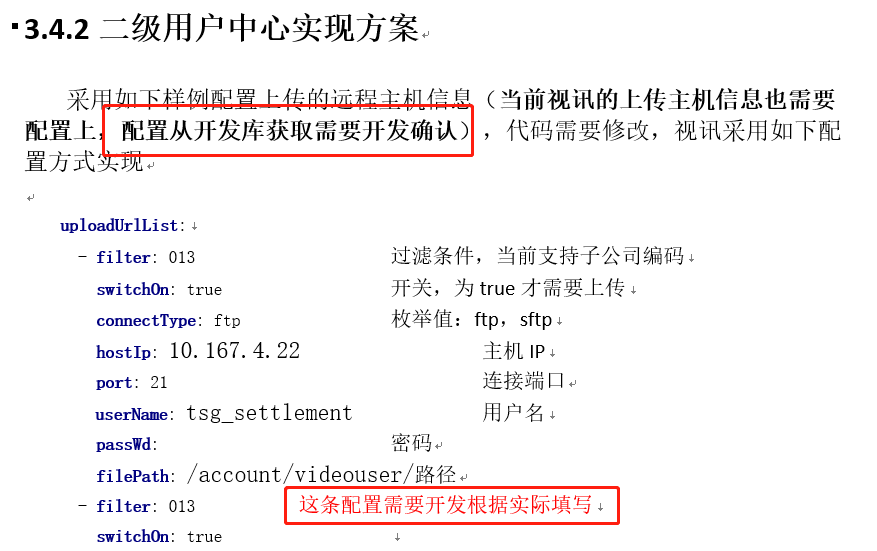 3.4.2 二级用户中心实现方案
采用如下样例配置上传的远程主机信息（当前视讯的上传主机信息也需要
配置上，配置从开发库获取需要开发确认），代码需要修改，视讯采用如下配
置方式实现
uploadUrlList:
- filter: 013 过滤条件，当前支持子公司编码
switchOn: true 开关，为 true 才需要上传
connectType: ftp 枚举值：ftp，sftp
hostIp: 10.167.4.22 主机 IP
port: 21 连接端口
userName: tsg_settlement 用户名
passWd: 密码
filePath: /account/videouser/路径
- filter: 013 这条配置需要开发根据实际填写
switchOn: true